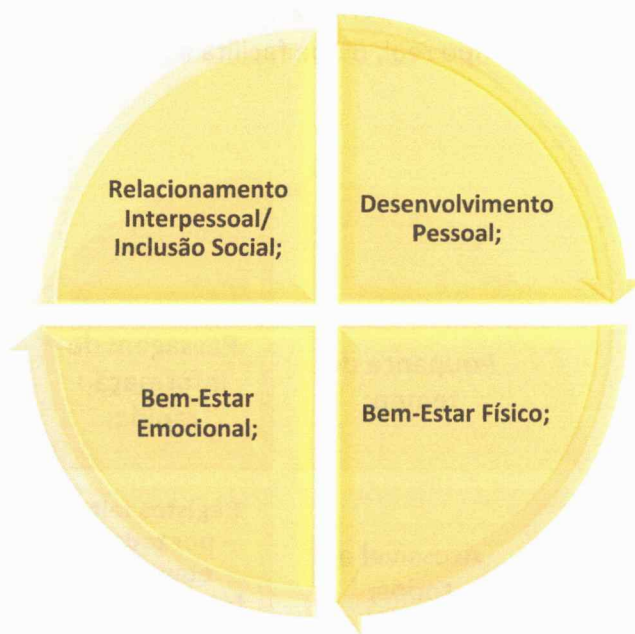 Relacionamento
Interpessoal/
Inclusão Social;
Desenvolvimento
Pessoal;
Bem-Estar
Emocional;
Bem-Estar Físico;